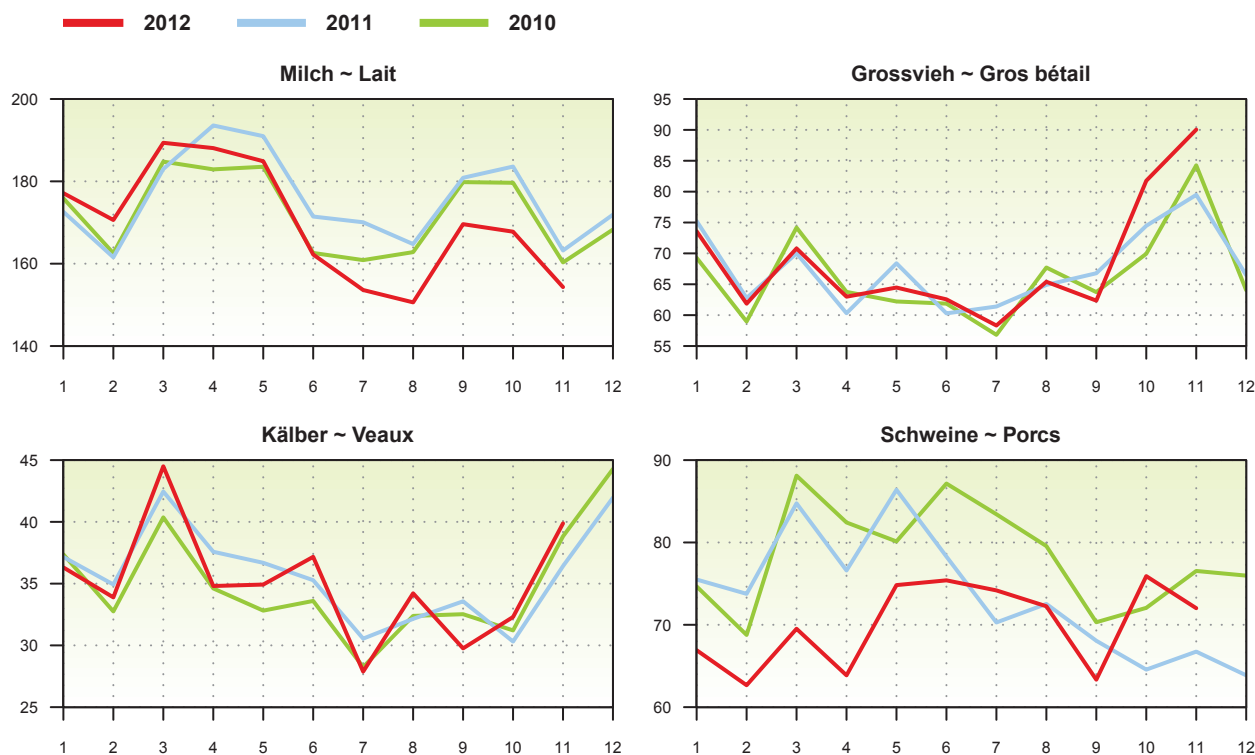 2012 2011 2010
Milch ~ Lait
200
180
160
140
1 2 3 4 5 6 7 8 9 10 11 12
Grossvieh ~ Gros bétail
95
90
85
80
75
70
65
60
55
1 2 3 4 5 6 7 8 9 10 11 12
Kälber ~ Veaux
45
40
35
30
25
1 2 3 4 5 6 7 8 9 10 11 12
Schweine ~ Porcs
90
80
70
60
1 2 3 4 5 6 7 8 9 10 11 12